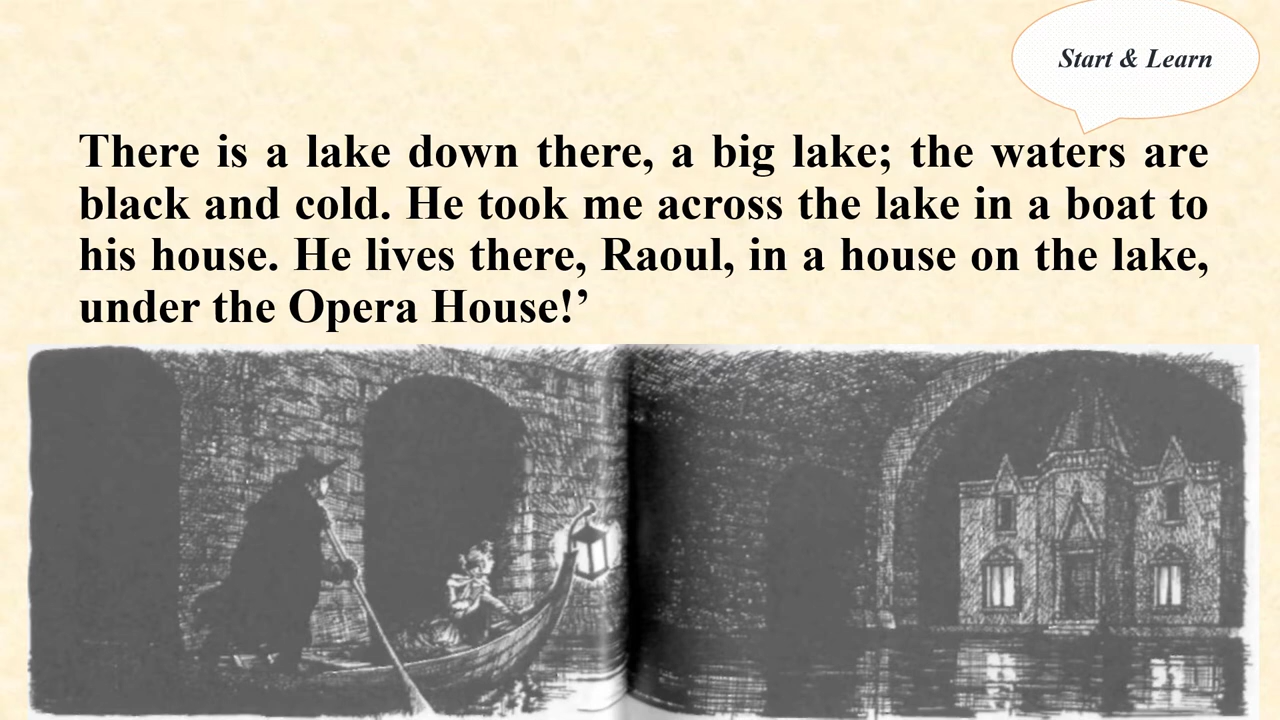 Start & Learn
There is a lake down there, a big lake; the waters are
black and cold. He took me across the lake in a boat to
his house. He lives there, Raoul, in a house on the lake,
under the Opera House!’